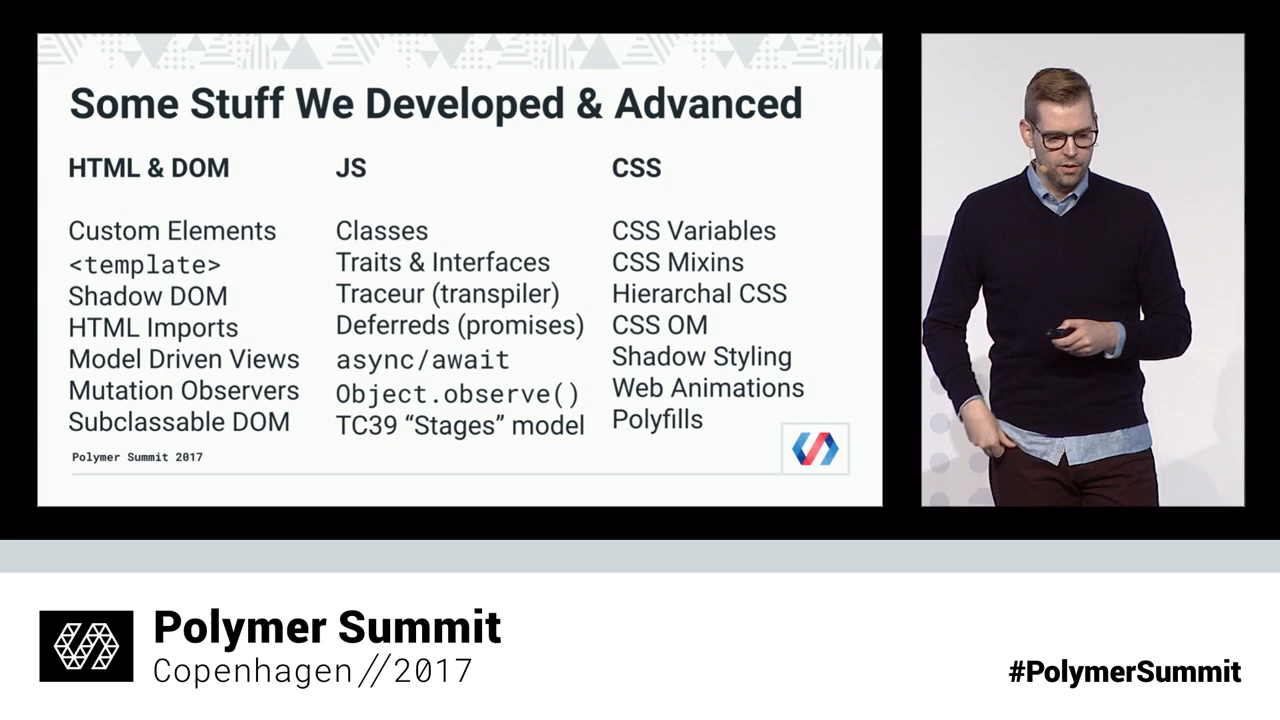 Some Stuff We Developed & Advanced
HTML & DOM
Custom Elements
<template>
Shadow DOM
HTML Imports
Model Driven Views
Mutation Observers
Subclassable DOM
JS
Classes
Traits & Interfaces
Traceur (transpiler)
Deferreds (promises)
async/await
Object.observe()
TC39 “Stages” model
CSS
CSS Variables
CSS Mixins
Hierarchal CSS
CSS OM
Shadow Styling
Web Animations
Polyfills
Polymer Summit 2017
Polymer Summit
Copenhagen//2017
#PolymerSummit